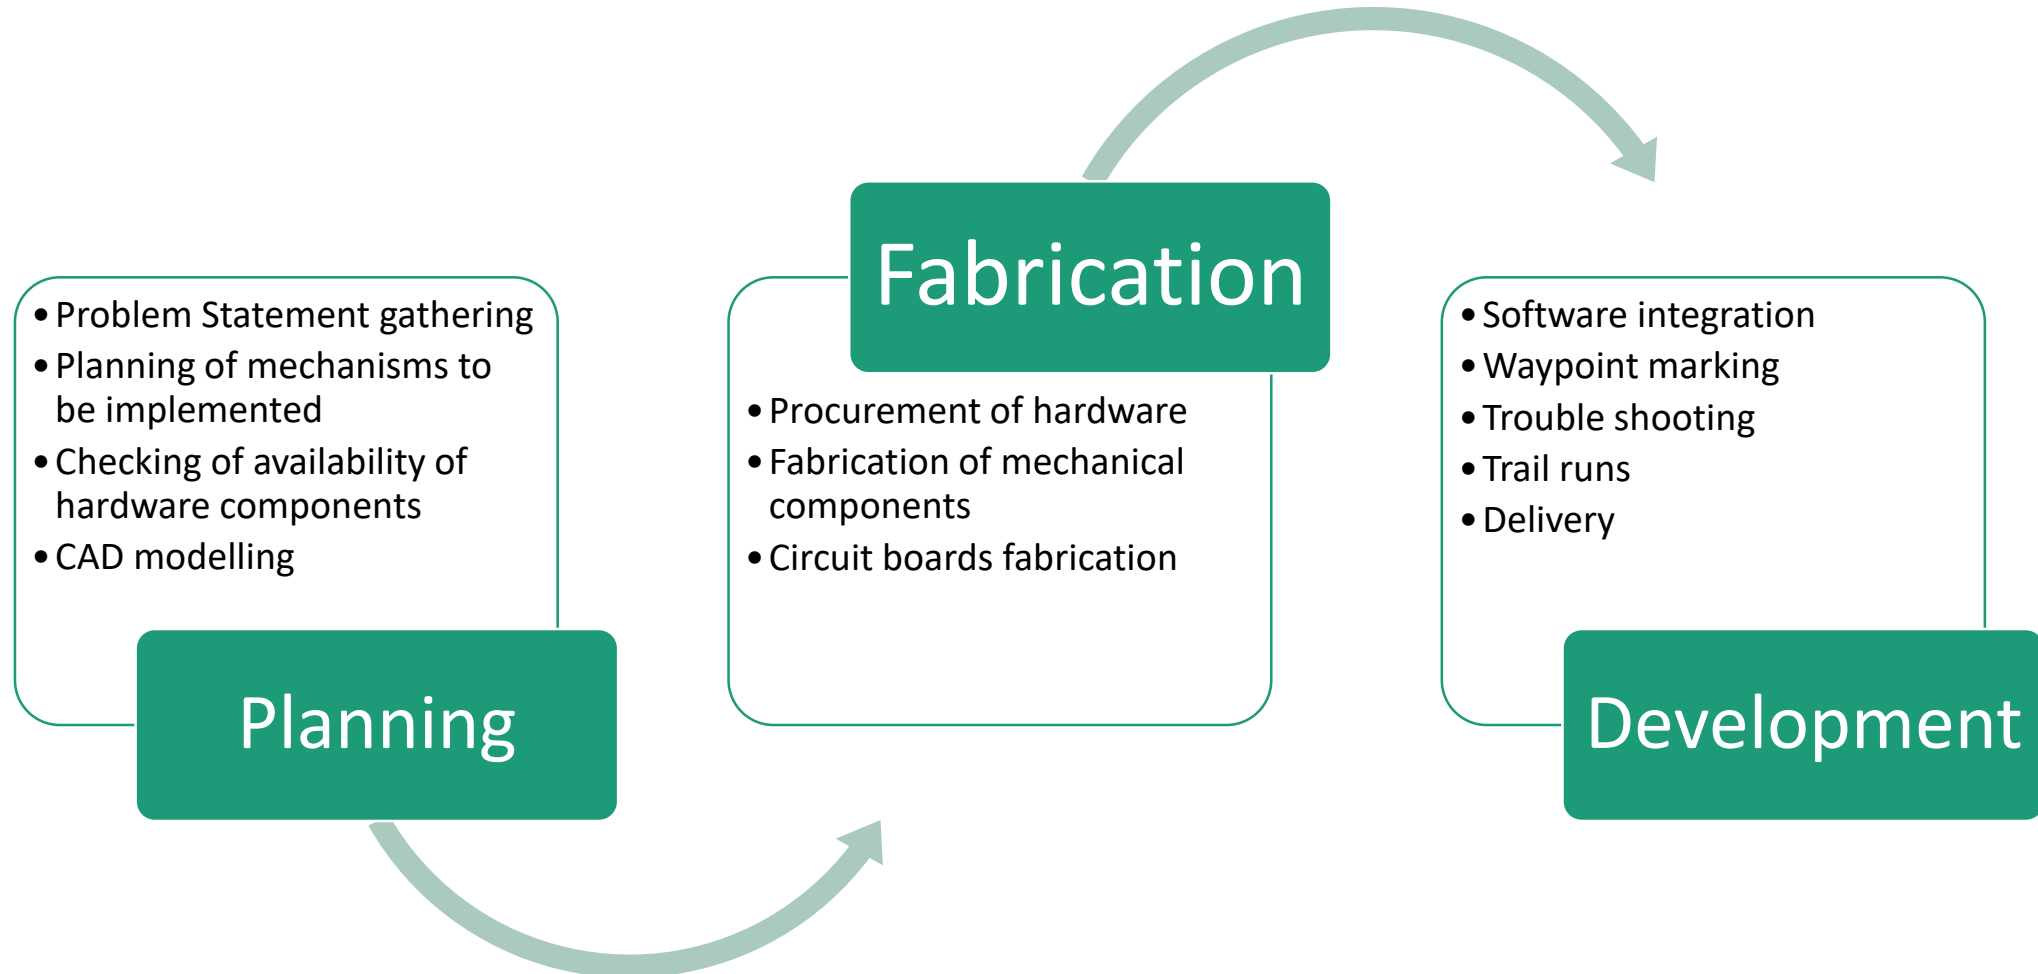 • Problem Statement gathering
• Planning of mechanisms to
be implemented
• Checking of availability of
hardware components
• CAD modelling
Planning
Fabrication
• Procurement of hardware
• Fabrication of mechanical
components
• Circuit boards fabrication
• Software integration
• Waypoint marking
• Trouble shooting
• Trail runs
• Delivery
Development